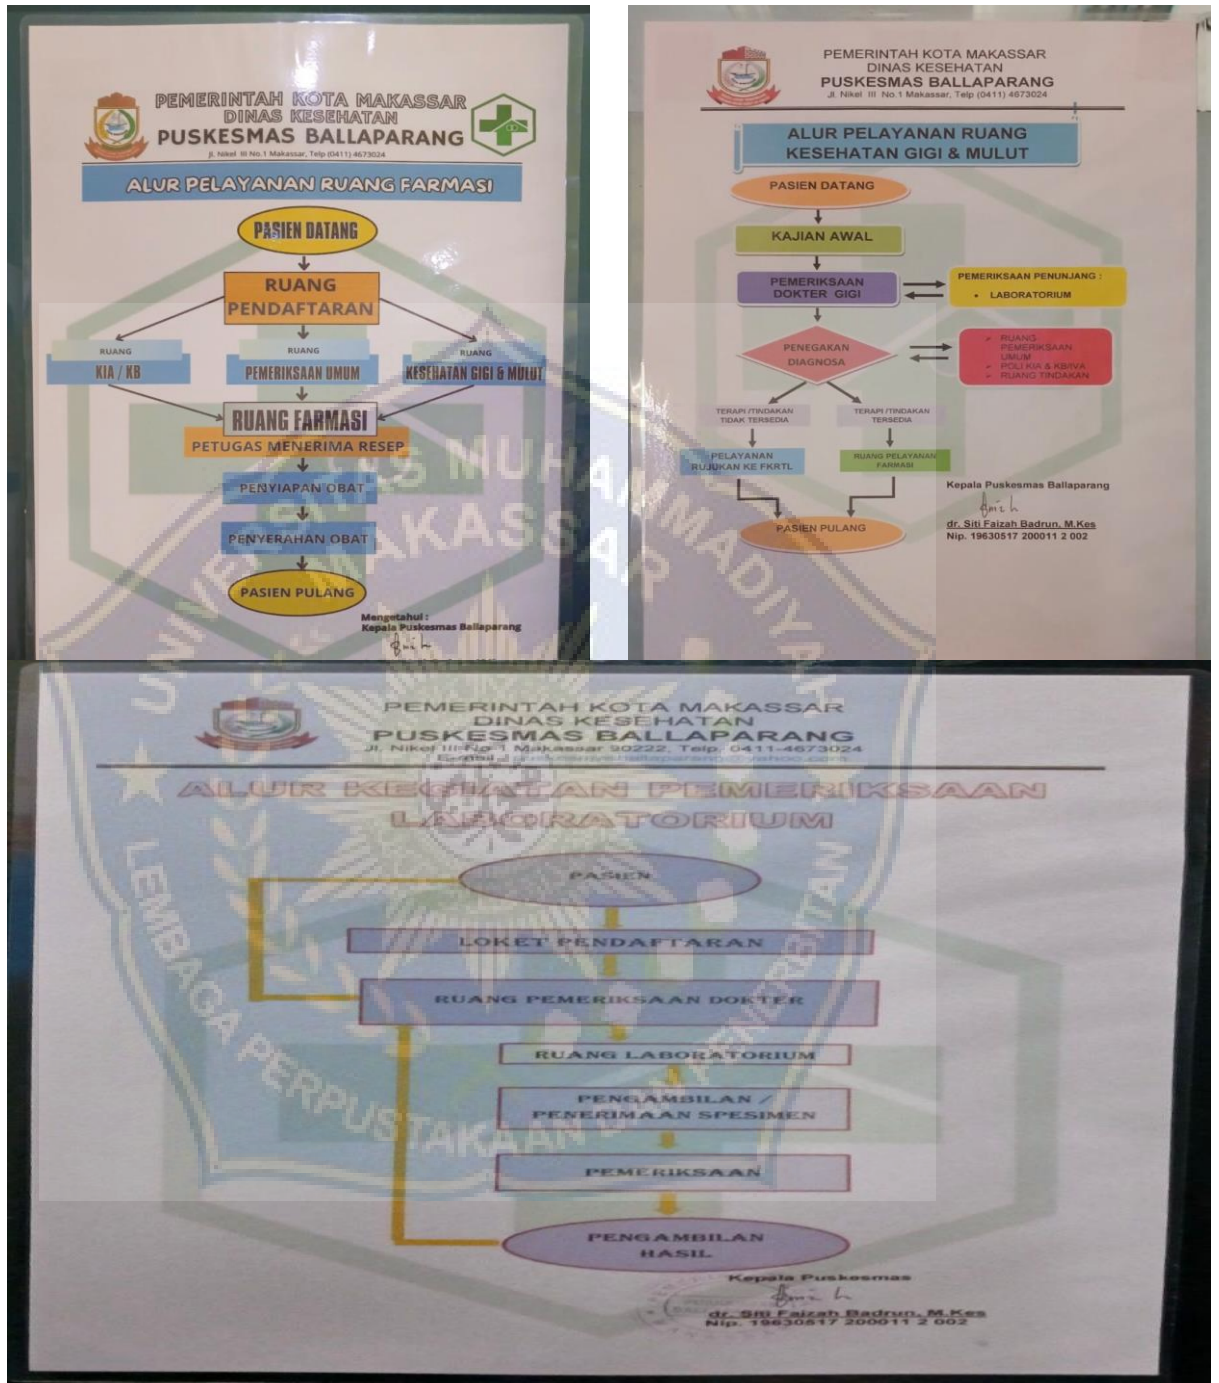 PEMERINTAH KOTA MAKASSAR
DINAS KESEHATAN
PUSKESMAS BALLAPARANG
Jl. Nikel III No.1 Makassar, Telp (0411) 4673024
ALUR PELAYANAN RUANG FARMASI
PASIEN DATANG
RUANG
PENDAFTARAN
RUANG
KIA / KB
RUANG
PEMERIKSAAN UMUM
RUANG
KESEHATAN GIGI & MULUT
RUANG FARMASI
PETUGAS MENERIMA RESEP
PENYIAPAN OBAT
PENYERAHAN OBAT
PASIEN PULANG
Mengetahui :
Kepala Puskesmas Ballaparang
PEMERINTAH KOTA MAKASSAR
DINAS KESEHATAN
PUSKESMAS BALLAPARANG
Jl. Nikel III No.1 Makassar, Telp (0411) 4673024
ALUR PELAYANAN RUANG
KESEHATAN GIGI & MULUT
PASIEN DATANG
KAJIAN AWAL
PEMERIKSAAN
DOKTER GIGI
PEMERIKSAAN PENUNJANG :
• LABORATORIUM
PENEGAKAN
DIAGNOSA
➢ RUANG
PEMERIKSAAN
UMUM
➢ POLI KIA & KB/IVA
➢ RUANG TINDAKAN
TERAPI /TINDAKAN
TIDAK TERSEDIA
TERAPI /TINDAKAN
TERSEDIA
PELAYANAN
RUJUKAN KE FKRTL
RUANG PELAYANAN
FARMASI
PASIEN PULANG
Kepala Puskesmas Ballaparang
dr. Siti Faizah Badrun, M.Kes
Nip. 19630517 200011 2 002
PEMERINTAH KOTA MAKASSAR
DINAS KESEHATAN
PUSKESMAS BALLAPARANG
Jl. Nikel III No 1 Makassar 90222, Telp. 0411-4673024
E-mail :
ALUR KEGIATAN PEMERIKSAAN
LABORATORIUM
PASIEN
LOKET PENDAFTARAN
RUANG PEMERIKSAAN DOKTER
RUANG LABORATORIUM
PENGAMBILAN /
PENERIMAAN SPESIMEN
PEMERIKSAAN
PENGAMBILAN
HASIL
Kepala Puskesmas
dr. Siti Faizah Badrun, M.Kes
Nip. 19630517 200011 2 002
UNIVERSITAS MUHAMMADIYAH
MAKASSAR
LEMBAGA PERPUSTAKAAN DAN PENERBITAN